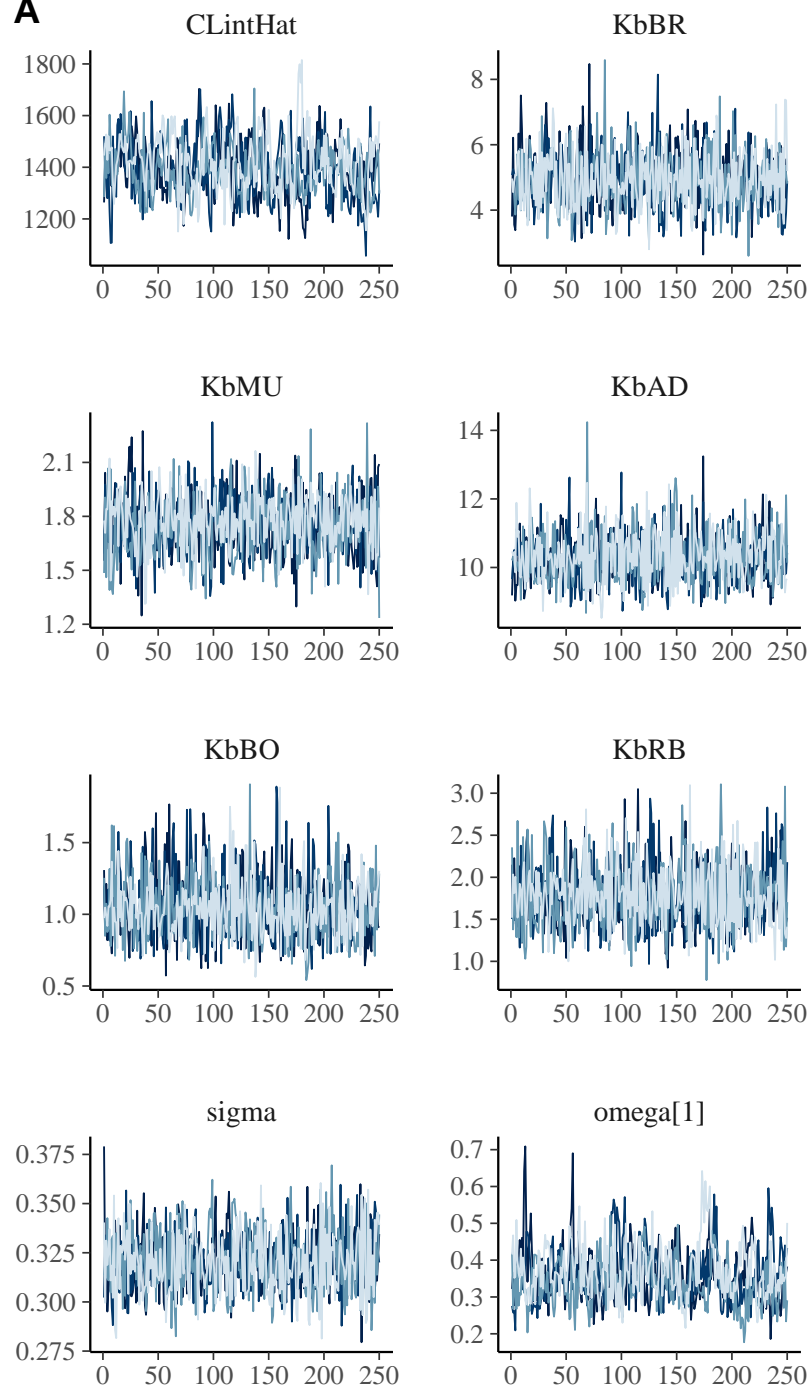 A
CLintHat
1800
1600
1400
1200
0 50 100 150 200 250
KbBR
8
6
4
0 50 100 150 200 250
KbMU
2.1
1.8
1.5
1.2
0 50 100 150 200 250
KbAD
14
12
10
0 50 100 150 200 250
KbBO
1.5
1.0
0.5
0 50 100 150 200 250
KbRB
3.0
2.5
2.0
1.5
1.0
0 50 100 150 200 250
sigma
0.375
0.350
0.325
0.300
0.275
0 50 100 150 200 250
omega[1]
0.7
0.6
0.5
0.4
0.3
0.2
0 50 100 150 200 250